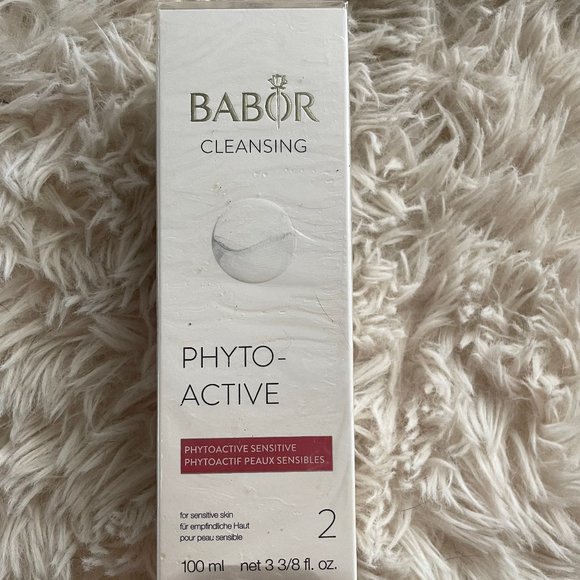 BABOR
CLEANSING
PHYTO-
ACTIVE
PHYTOACTIVE SENSITIVE
PHYTOACTIF PEAUX SENSIBLES
for sensitive skin
für empfindliche Haut
pour peau sensible
2
100 ml net 3 3/8 fl. oz.